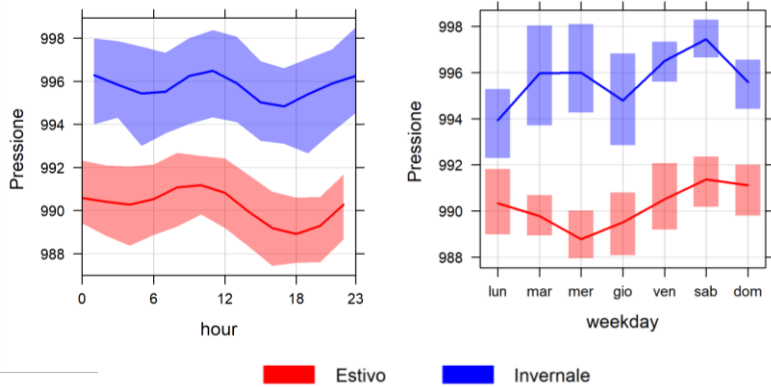 Pressione
998
996
994
992
990
988
0 6 12 18 23
hour
Pressione
998
996
994
992
990
988
lun mar mer gio ven sab dom
weekday
Estivo Invernale